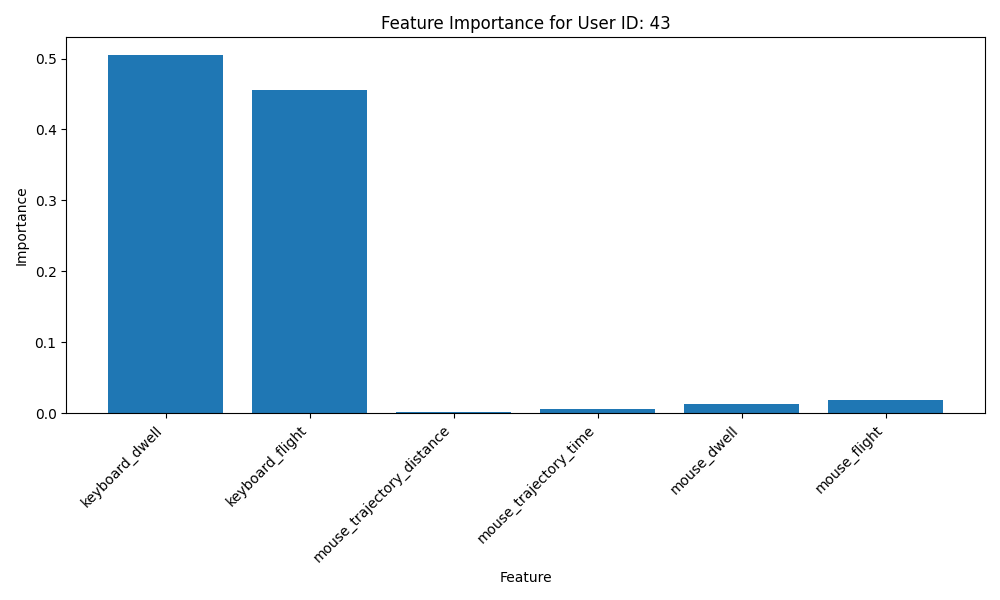 Feature Importance for User ID: 43
0.5
0.4
0.3
0.2
0.1
0.0
Importance
keyboard_dwell
keyboard_flight
mouse_trajectory_distance
mouse_trajectory_time
mouse_dwell
mouse_flight
Feature